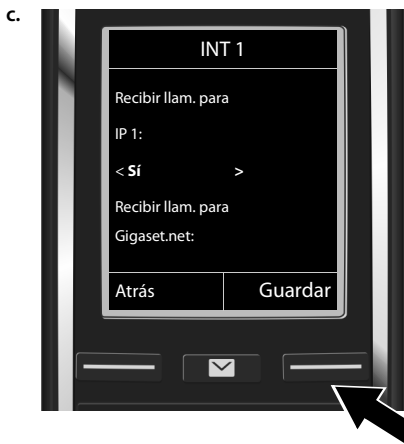 c.
INT 1
Recibir llam. para
IP 1:
< Sí >
Recibir llam. para
Gigaset.net:
Atrás Guardar